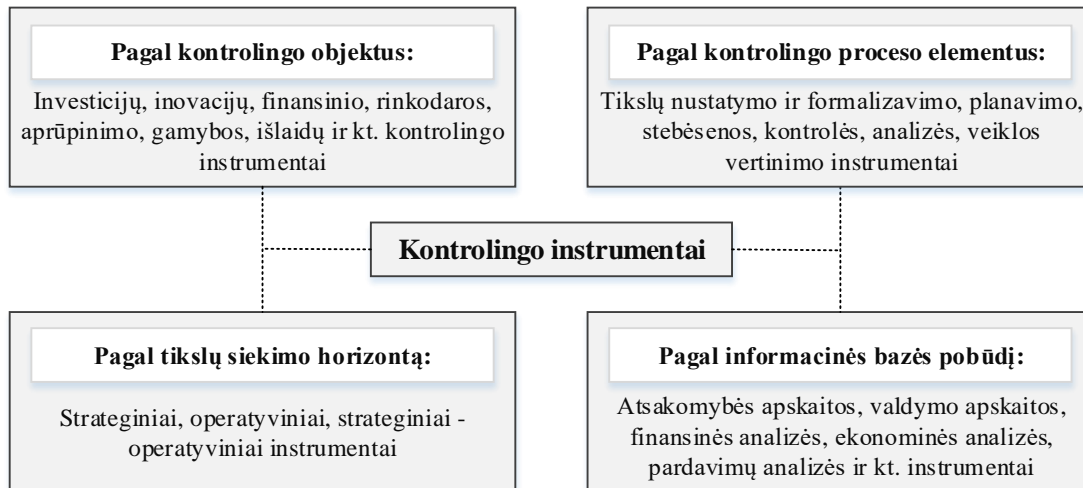 Pagal kontrolingo objektus:
Investicijų, inovacijų, finansinio, rinkodaros,
aprūpinimo, gamybos, išlaidų ir kt. kontrolingo
instrumentai
Pagal kontrolingo proceso elementus:
Tikslų nustatymo ir formalizavimo, planavimo,
stebėsenos, kontrolės, analizės, veiklos
vertinimo instrumentai
Kontrolingo instrumentai
Pagal tikslų siekimo horizontą:
Strateginiai, operatyviniai, strateginiai -
operatyviniai instrumentai
Pagal informacinės bazės pobūdį:
Atsakomybės apskaitos, valdymo apskaitos,
finansinės analizės, ekonominės analizės,
pardavimų analizės ir kt. instrumentai